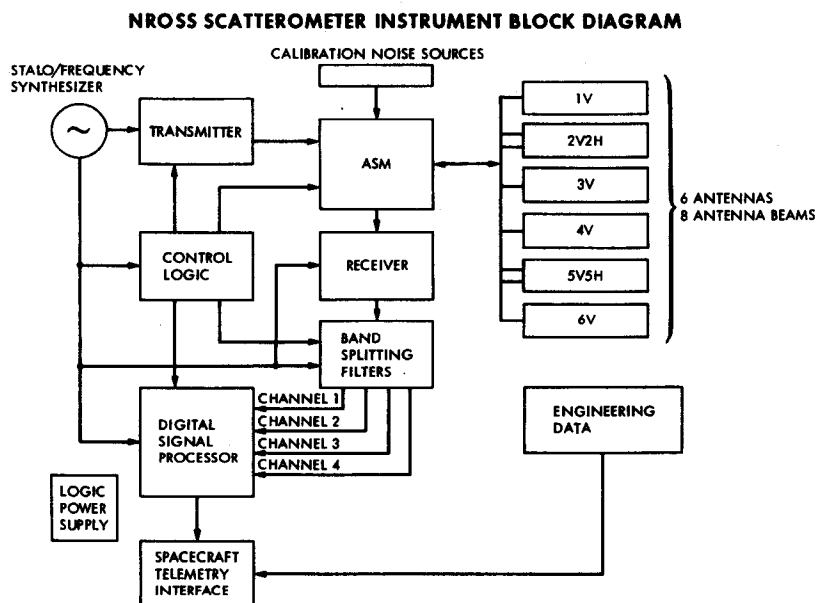 NROSS SCATTEROMETER INSTRUMENT BLOCK DIAGRAM
CALIBRATION NOISE SOURCES
STALO/FREQUENCY
SYNTHESIZER
~
TRANSMITTER
ASM
1V
2V2H
3V
4V
5V5H
6V
6 ANTENNAS
8 ANTENNA BEAMS
CONTROL
LOGIC
RECEIVER
BAND
SPLITTING
FILTERS
CHANNEL 1
CHANNEL 2
CHANNEL 3
CHANNEL 4
DIGITAL
SIGNAL
PROCESSOR
ENGINEERING
DATA
LOGIC
POWER
SUPPLY
SPACECRAFT
TELEMETRY
INTERFACE